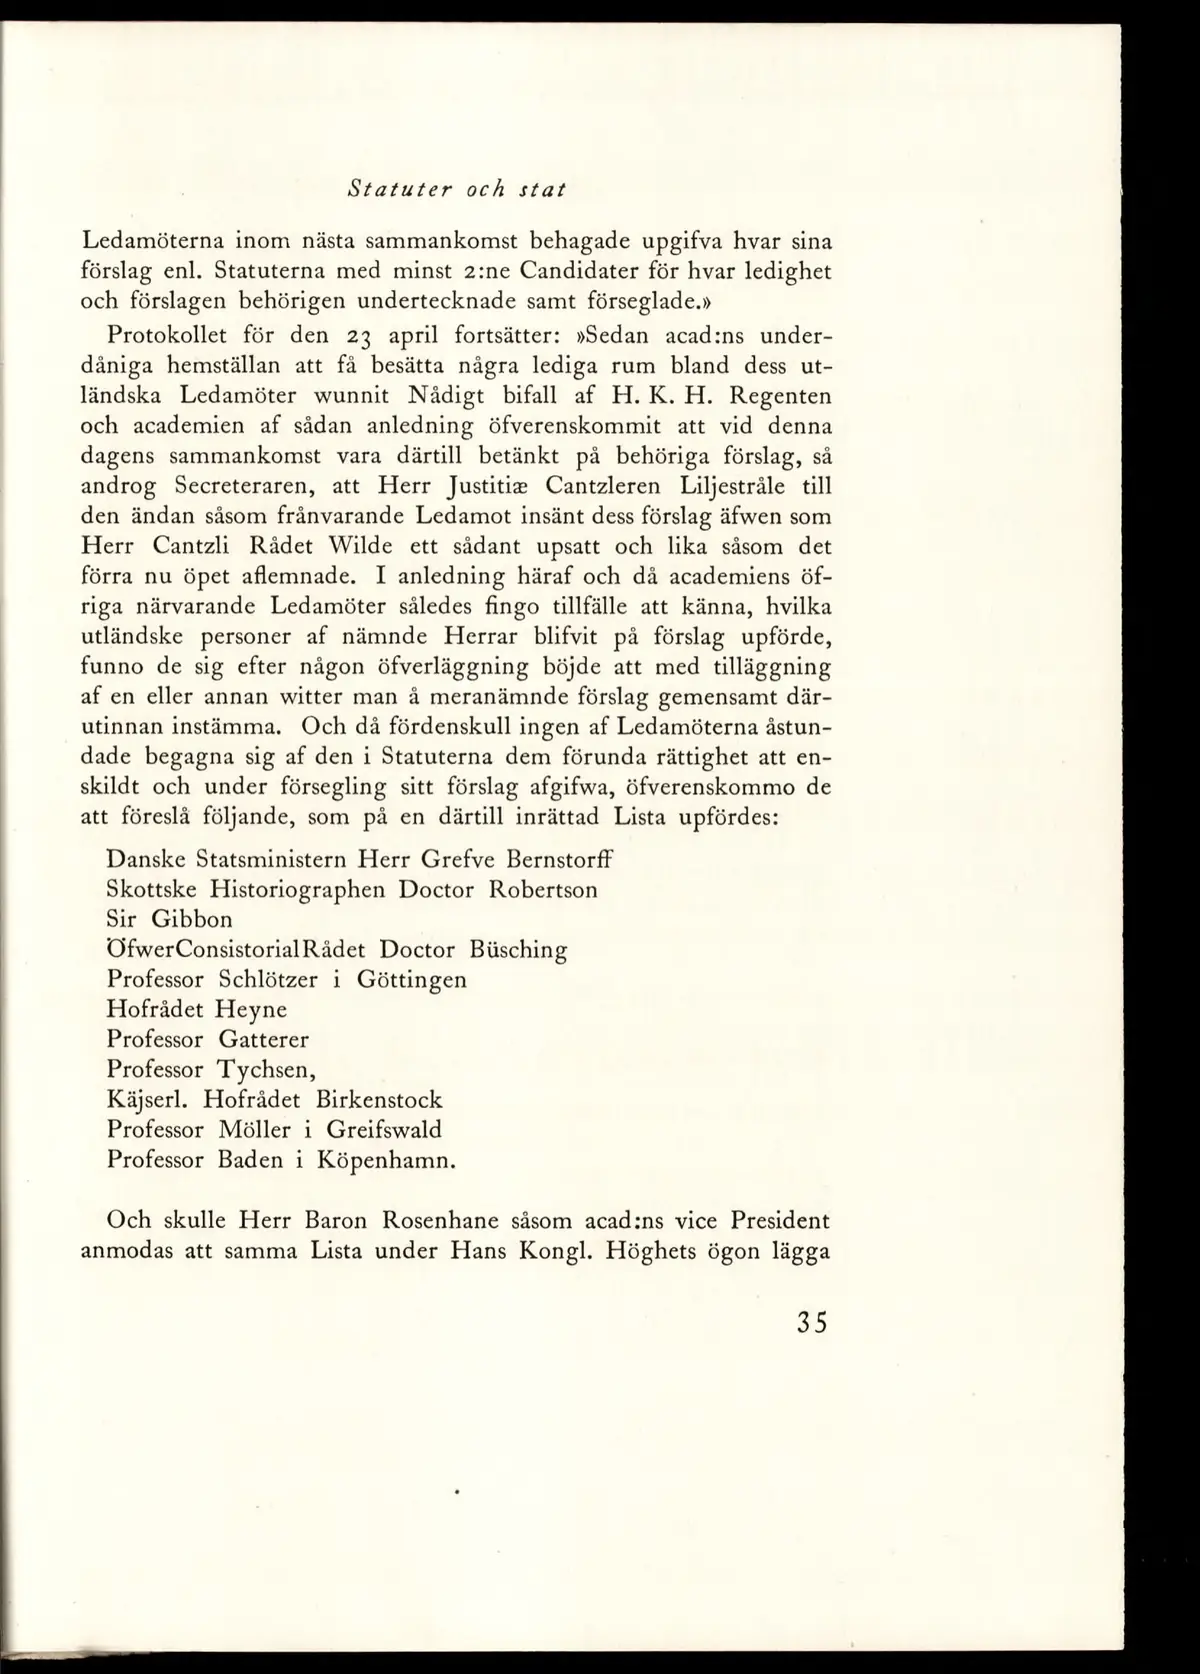 Statuter och stat
Ledamöterna inom nästa sammankomst behagade upgifva hvar sina
förslag enl. Statuterna med minst 2:ne Candidater för hvar ledighet
och förslagen behörigen undertecknade samt förseglade.»
Protokollet för den 23 april fortsätter: »Sedan acad:ns under-
dåniga hemställan att få besätta några lediga rum bland dess ut-
ländska Ledamöter wunnit Nådigt bifall af H. K. H. Regenten
och academien af sådan anledning öfverenskommit att vid denna
dagens sammankomst vara därtill betänkt på behöriga förslag, så
androg Secreteraren, att Herr Justitiæ Cantzleren Liljestråle till
den ändan såsom frånvarande Ledamot insänt dess förslag äfwen som
Herr Cantzli Rådet Wilde ett sådant upsatt och lika såsom det
förra nu öpet aflemnade. I anledning häraf och då academiens öf-
riga närvarande Ledamöter således fingo tillfälle att känna, hvilka
utländske personer af nämnde Herrar blifvit på förslag upförde,
funno de sig efter någon öfverläggning böjde att med tilläggning
af en eller annan witter man å meranämnde förslag gemensamt där-
utinnan instämma. Och då fördenskull ingen af Ledamöterna åstun-
dade begagna sig af den i Statuterna dem förunda rättighet att en-
skildt och under försegling sitt förslag afgifwa, öfverenskommo de
att föreslå följande, som på en därtill inrättad Lista upfördes:
Danske Statsministern Herr Grefve Bernstorff
Skottske Historiographen Doctor Robertson
Sir Gibbon
ÖfwerConsistorialRådet Doctor Büsching
Professor Schlötzer i Göttingen
Hofrådet Heyne
Professor Gatterer
Professor Tychsen,
Käjserl. Hofrådet Birkenstock
Professor Möller i Greifswald
Professor Baden i Köpenhamn.
Och skulle Herr Baron Rosenhane såsom acad:ns vice President
anmodas att samma Lista under Hans Kongl. Höghets ögon lägga
35